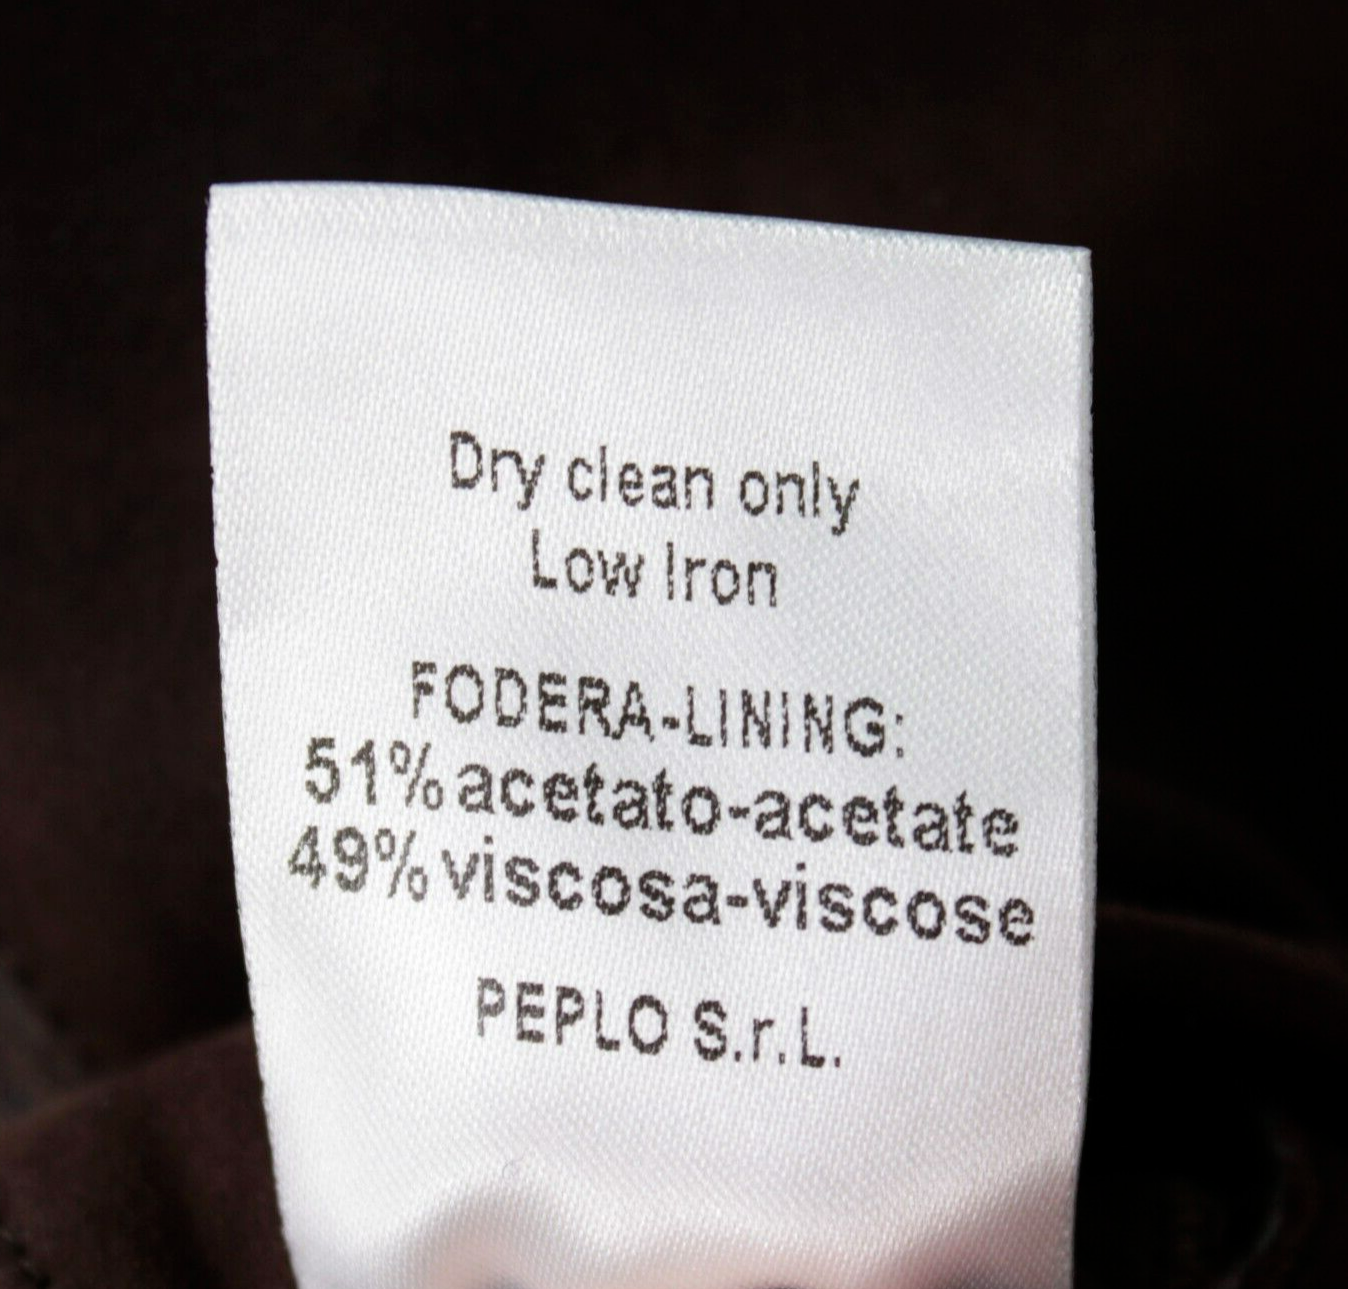 Dry clean only
Low Iron
FODERA-LINING:
51% acetato-acetate
49% viscosa-viscose
PEPLO S.r.L.